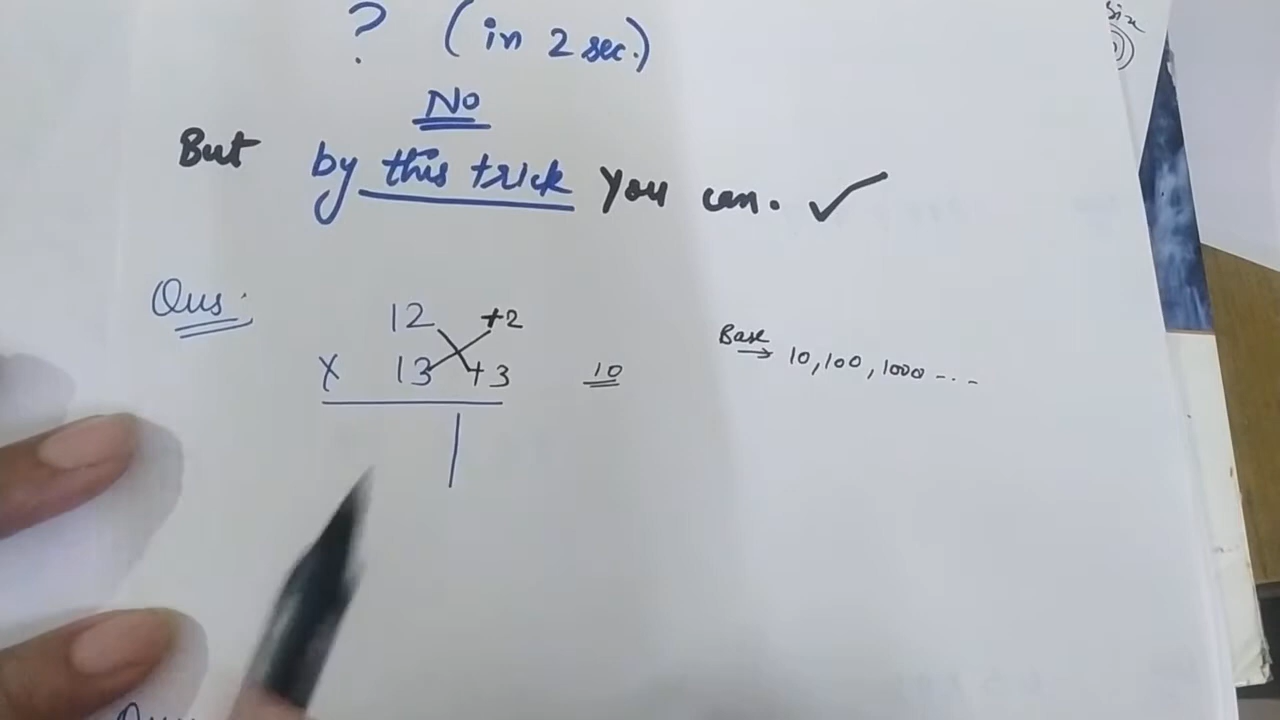 ? (in 2 sec.)
No
But by this trick you can. ✓
Qus:
12 +2
x 13 +3 10
Base → 10, 100, 1000 - . -